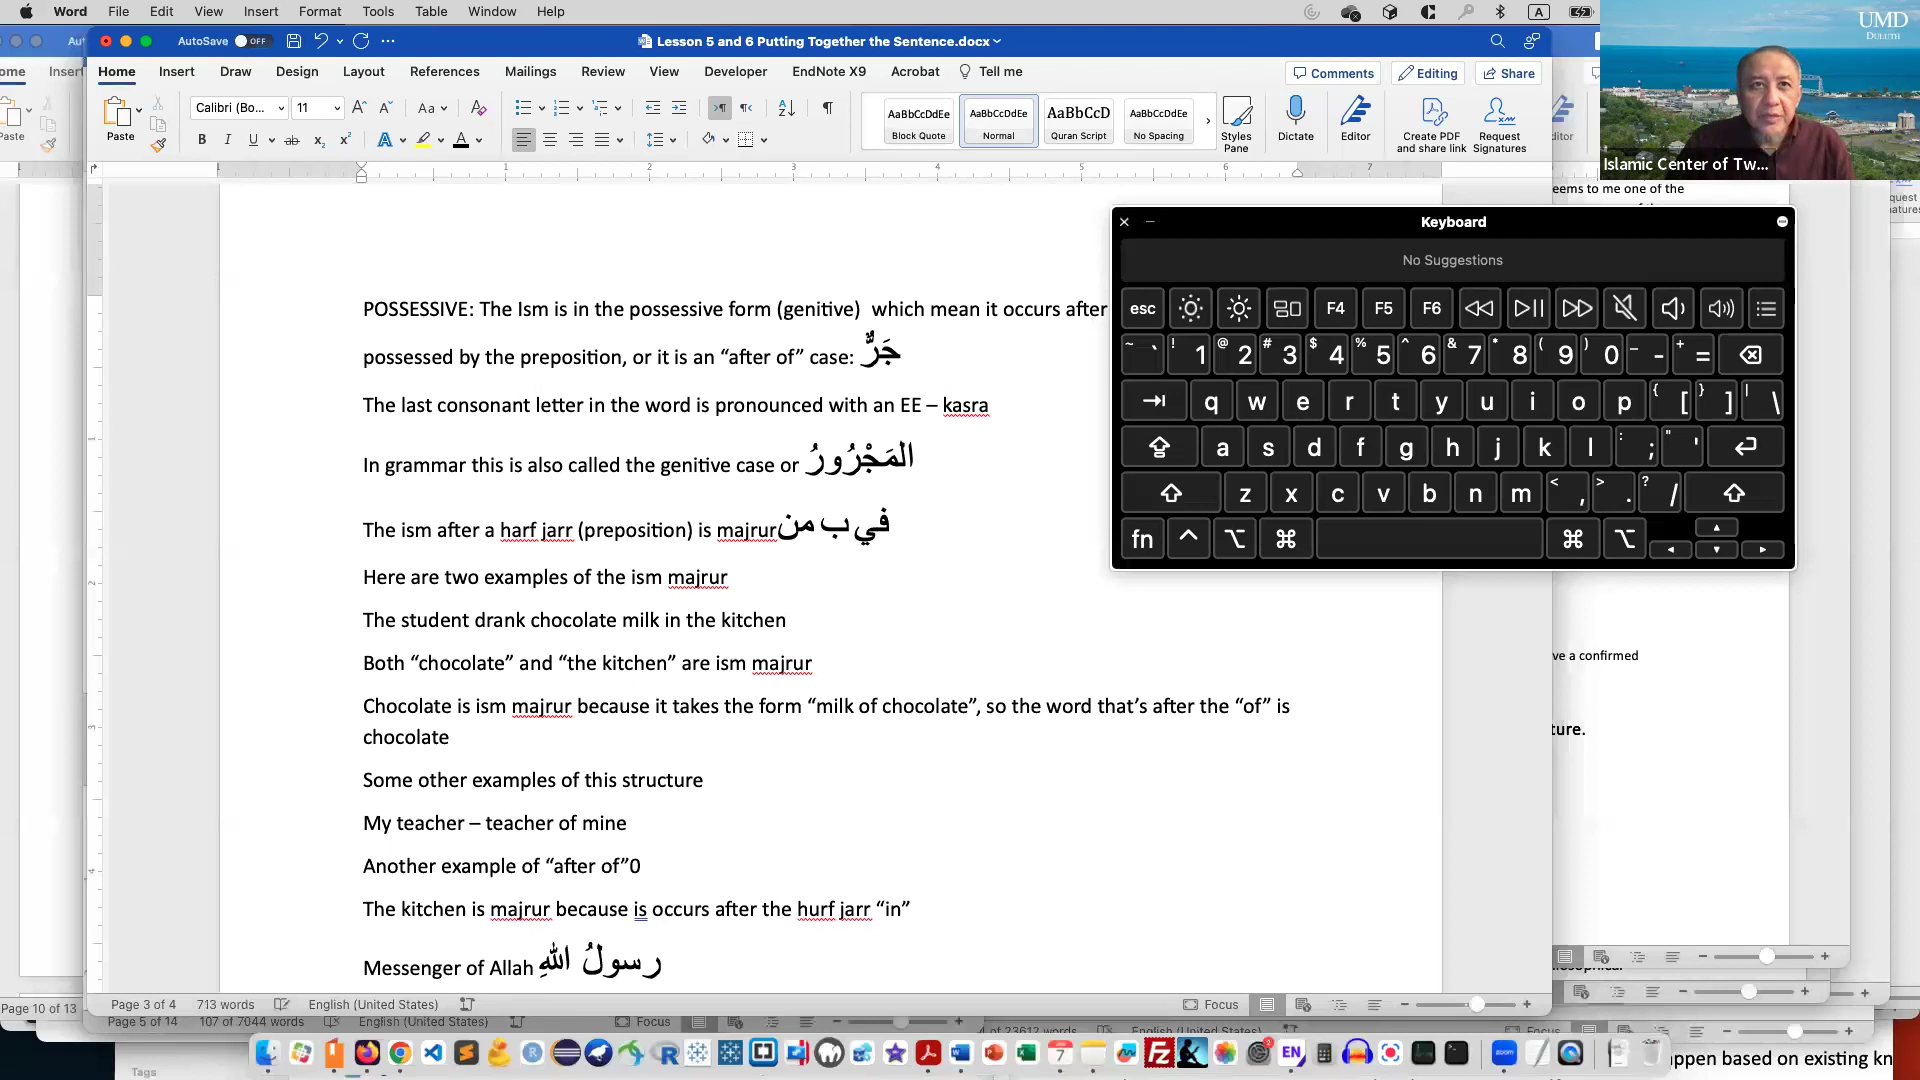 Word File Edit View Insert Format Tools Table Window Help
AutoSave OFF Lesson 5 and 6 Putting Together the Sentence.docx
Home Insert Draw Design Layout References Mailings Review View Developer EndNote X9 Acrobat Tell me
Comments Editing Share
Paste Calibri (Bo... 11
AaBbCcDdEe AaBbCcDdEe AaBbCcD AaBbCcDdEe
Block Quote Normal Quran Script No Spacing
Styles Pane Dictate Editor Create PDF and share link Request Signatures
UMD
DULUTH
Islamic Center of Tw...
eems to me one of the
POSSESSIVE: The Ism is in the possessive form (genitive) which mean it occurs after
possessed by the preposition, or it is an “after of” case: جَرٌّ
The last consonant letter in the word is pronounced with an EE – kasra
In grammar this is also called the genitive case or المَجْرُورُ
The ism after a harf jarr (preposition) is majrur في ب من
Here are two examples of the ism majrur
The student drank chocolate milk in the kitchen
Both “chocolate” and “the kitchen” are ism majrur
Chocolate is ism majrur because it takes the form “milk of chocolate”, so the word that’s after the “of” is
chocolate
Some other examples of this structure
My teacher – teacher of mine
Another example of “after of”0
The kitchen is majrur because is occurs after the hurf jarr “in”
Messenger of Allah رسولُ اللهِ
Keyboard
No Suggestions
esc F4 F5 F6
~ ` ! 1 @ 2 # 3 $ 4 % 5 ^ 6 & 7 * 8 ( 9 ) 0 _ - + =
q w e r t y u i o p { [ } ] | \
a s d f g h j k l : ; " '
z x c v b n m < , > . ? /
fn
ve a confirmed
ture.
Page 3 of 4 713 words English (United States) Focus
Page 10 of 13
Page 5 of 14 107 of 7044 words English (United States) Focus
4 of 23612 words English (United States) Focus
Tags
appen based on existing kn